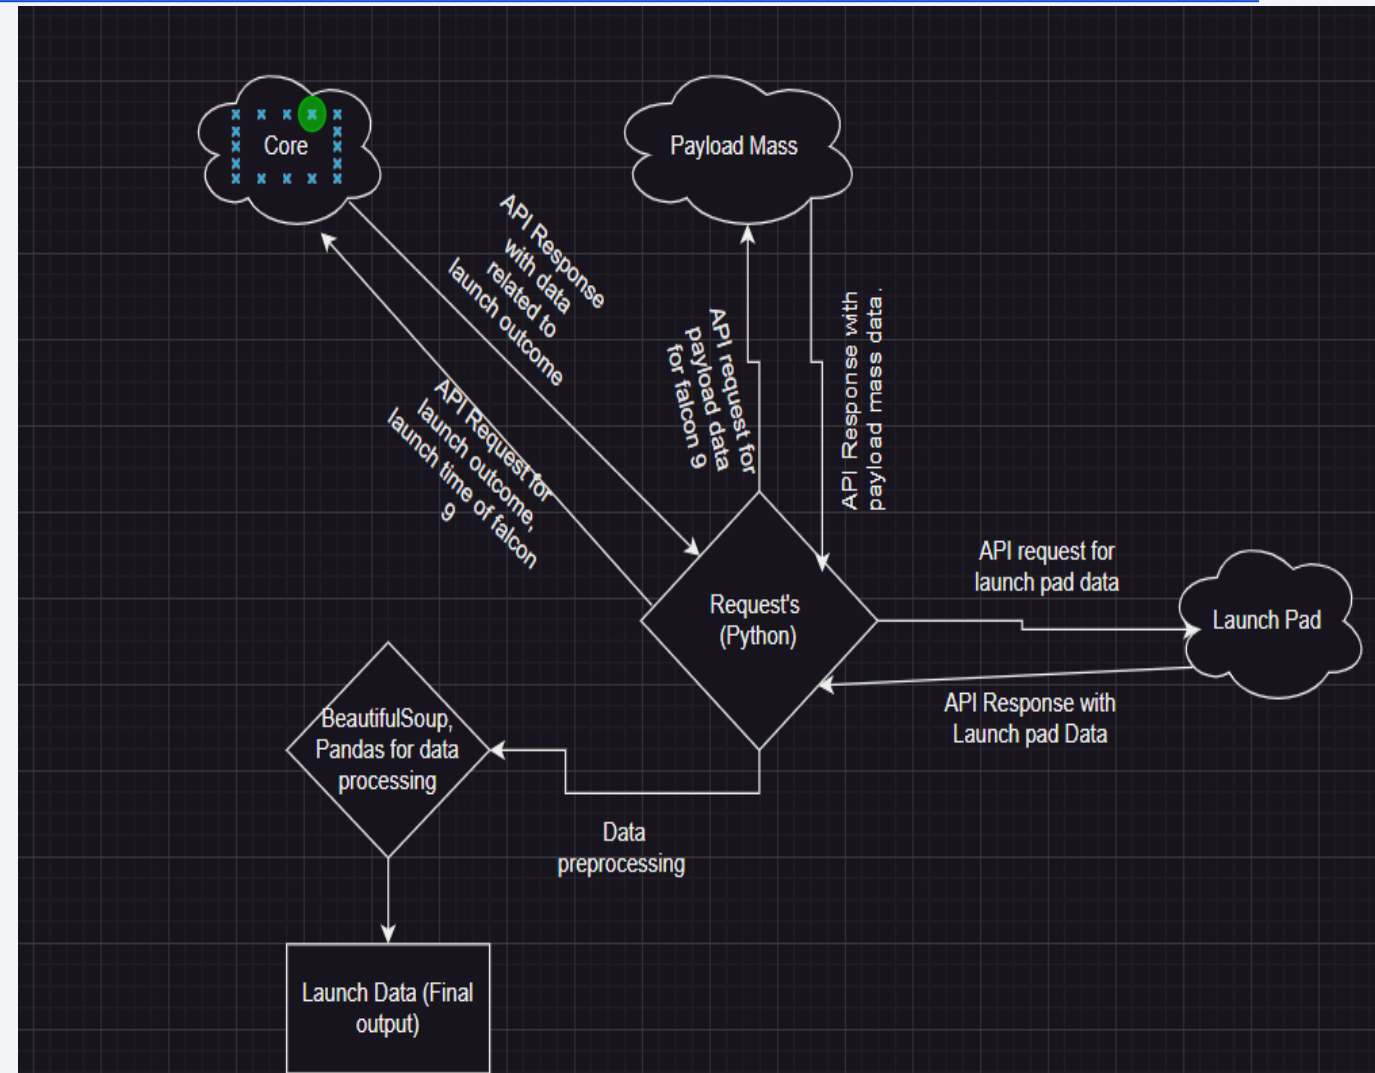 Core
Payload Mass
API Response
with data
related to
launch outcome
API Request for
launch outcome,
launch time of falcon
9
API request for
payload data
for falcon 9
API Response with
payload mass data.
Request's
(Python)
API request for
launch pad data
Launch Pad
API Response with
Launch pad Data
BeautifulSoup,
Pandas for data
processing
Data
preprocessing
Launch Data (Final
output)